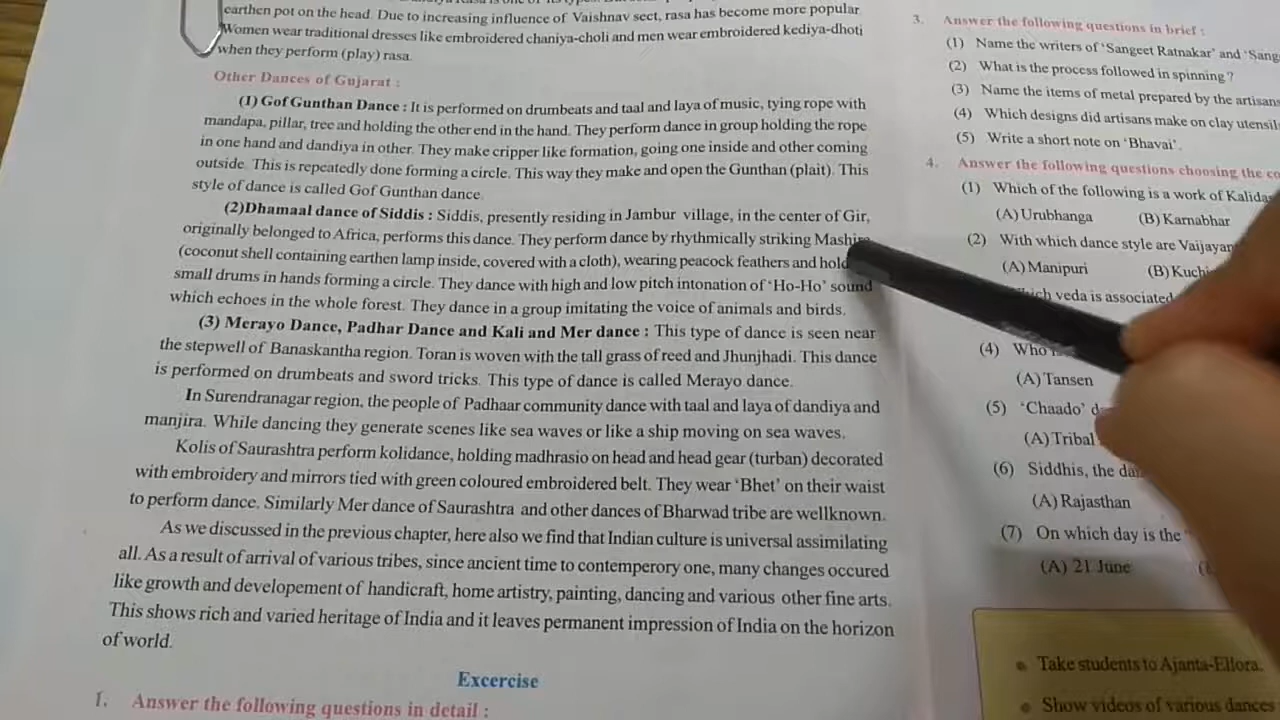 earthen pot on the head. Due to increasing influence of Vaishnav sect, rasa has become more popular.
Women wear traditional dresses like embroidered chaniya-choli and men wear embroidered kediya-dhoti
when they perform (play) rasa.
Other Dances of Gujarat :
(1) Gof Gunthan Dance : It is performed on drumbeats and taal and laya of music, tying rope with
mandapa, pillar, tree and holding the other end in the hand. They perform dance in group holding the rope
in one hand and dandiya in other. They make cripper like formation, going one inside and other coming
outside. This is repeatedly done forming a circle. This way they make and open the Gunthan (plait). This
style of dance is called Gof Gunthan dance.
(2)Dhamaal dance of Siddis : Siddis, presently residing in Jambur village, in the center of Gir,
originally belonged to Africa, performs this dance. They perform dance by rhythmically striking
(coconut shell containing earthen lamp inside, covered with a cloth), wearing peacock feathers and
small drums in hands forming a circle. They dance with high and low pitch intonation of 'Ho-Ho' sound
which echoes in the whole forest. They dance in a group imitating the voice of animals and birds.
(3) Merayo Dance, Padhar Dance and Kali and Mer dance : This type of dance is seen near
the stepwell of Banaskantha region. Toran is woven with the tall grass of reed and Jhunjhadi. This dance
is performed on drumbeats and sword tricks. This type of dance is called Merayo dance.
In Surendranagar region, the people of Padhaar community dance with taal and laya of dandiya and
manjira. While dancing they generate scenes like sea waves or like a ship moving on sea waves.
Kolis of Saurashtra perform kolidance, holding madhrasio on head and head gear (turban) decorated
with embroidery and mirrors tied with green coloured embroidered belt. They wear 'Bhet' on their waist
to perform dance. Similarly Mer dance of Saurashtra and other dances of Bharwad tribe are wellknown.
As we discussed in the previous chapter, here also we find that Indian culture is universal assimilating
all. As a result of arrival of various tribes, since ancient time to contemperory one, many changes occured
like growth and developement of handicraft, home artistry, painting, dancing and various other fine arts.
This shows rich and varied heritage of India and it leaves permanent impression of India on the horizon
of world.
Excercise
1. Answer the following questions in detail :
3. Answer the following questions in brief :
(1) Name the writers of 'Sangeet Ratnakar' and
(2) What is the process followed in spinning ?
(3) Name the items of metal prepared by the
(4) Which designs did artisans make on clay
(5) Write a short note on 'Bhavai'.
4. Answer the following questions choosing the
(1) Which of the following is a work of
(A) Urubhanga (B) Karnabhar
(2) With which dance style are
(A) Manipuri (B)
veda is associated
(4) Who
(A) Tansen
(5) 'Chaado'
(A) Tribal
(6) Siddhis, the
(A) Rajasthan
(7) On which day is the
(A) 21 June
• Take students to Ajanta-Ellora.
• Show videos of various dances